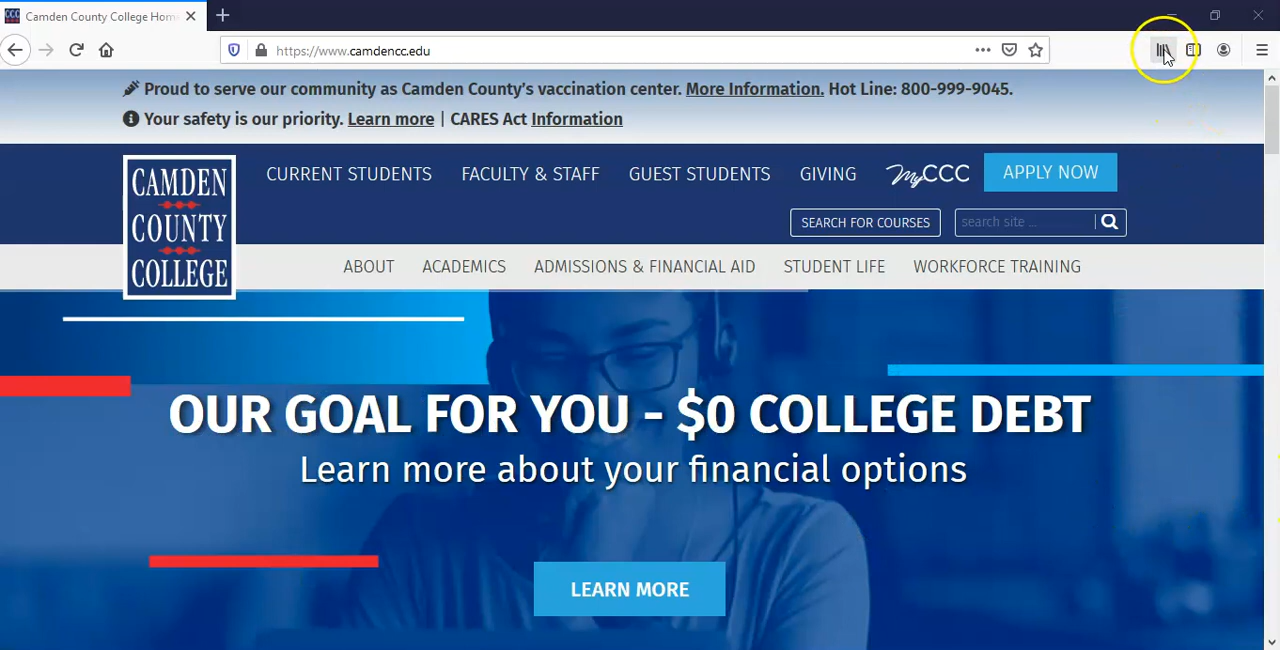 Camden County College Hom
https://www.camdencc.edu
Proud to serve our community as Camden County's vaccination center. More Information. Hot Line: 800-999-9045.
Your safety is our priority. Learn more | CARES Act Information
CAMDEN
COUNTY
COLLEGE
CURRENT STUDENTS FACULTY & STAFF GUEST STUDENTS GIVING MyCCC APPLY NOW
SEARCH FOR COURSES search site ...
ABOUT ACADEMICS ADMISSIONS & FINANCIAL AID STUDENT LIFE WORKFORCE TRAINING
OUR GOAL FOR YOU - $0 COLLEGE DEBT
Learn more about your financial options
LEARN MORE